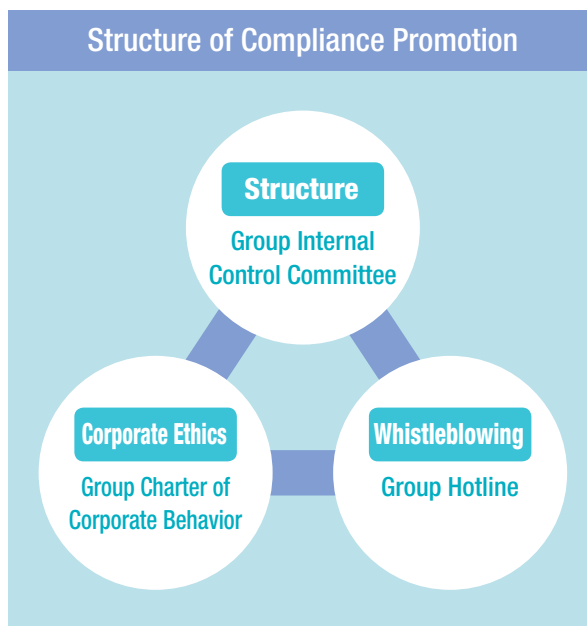 Structure of Compliance Promotion
Structure
Group Internal
Control Committee
Corporate Ethics
Group Charter of
Corporate Behavior
Whistleblowing
Group Hotline